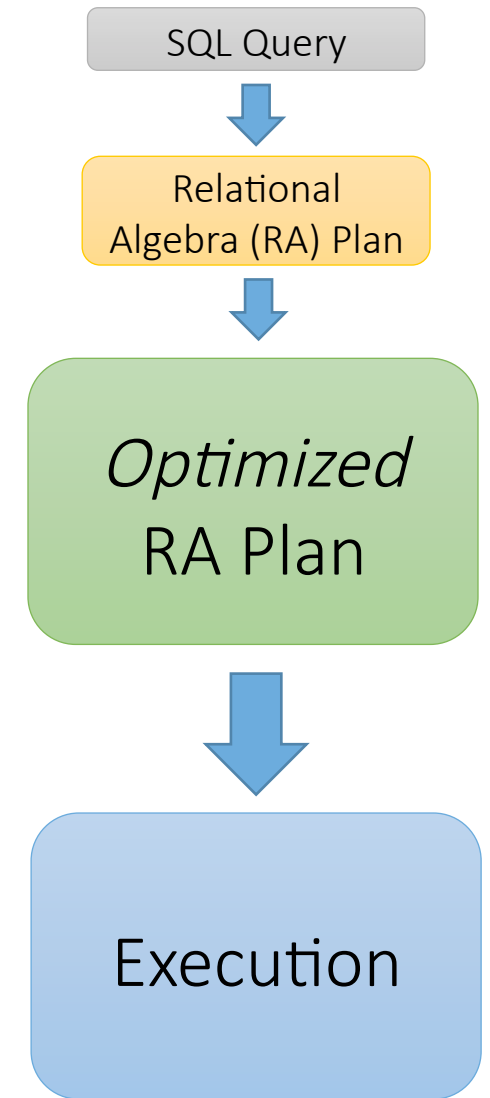 SQL Query
Relational
Algebra (RA) Plan
Optimized
RA Plan
Execution